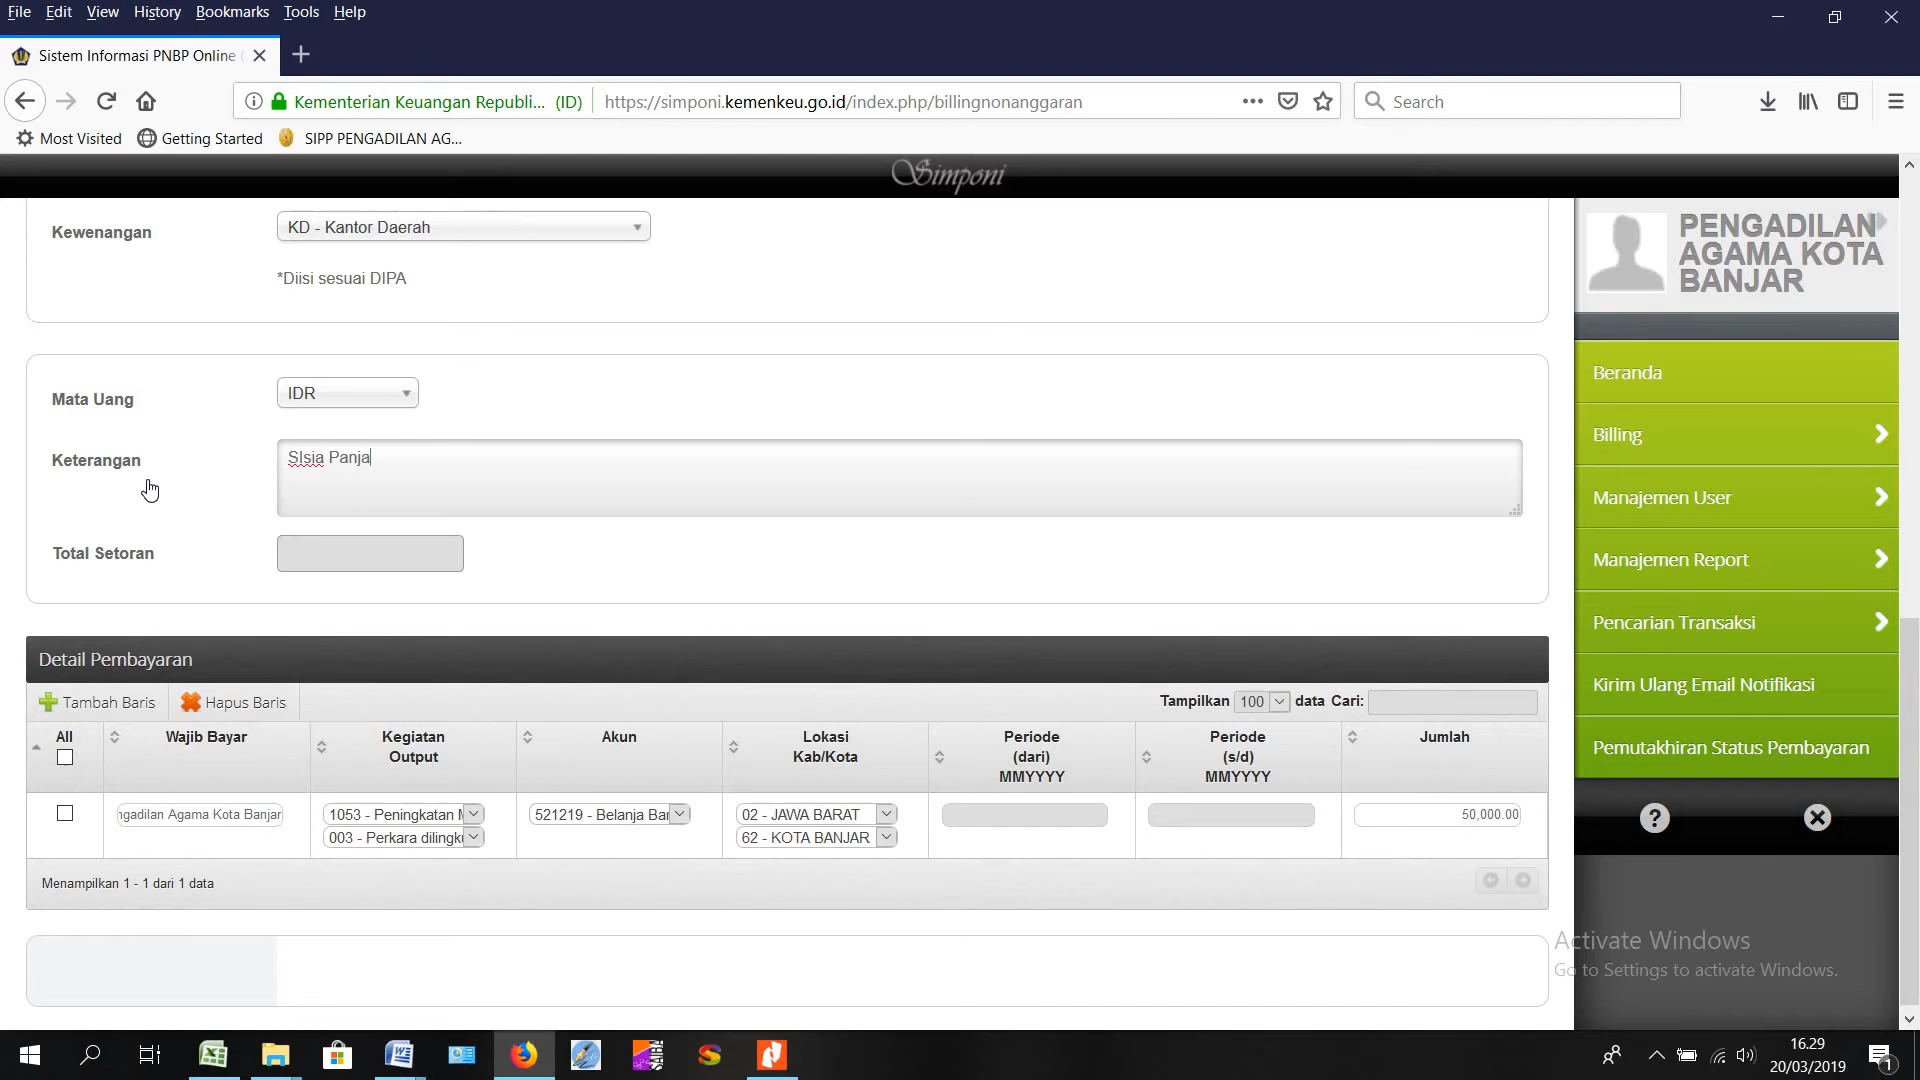 File Edit View History Bookmarks Tools Help
Sistem Informasi PNBP Online (
Kementerian Keuangan Republi... (ID) https://simponi.kemenkeu.go.id/index.php/billingnonanggaran Search
Most Visited Getting Started SIPP PENGADILAN AG...
Simponi
Kewenangan KD - Kantor Daerah
*Diisi sesuai DIPA
PENGADILAN
AGAMA KOTA
BANJAR
Mata Uang IDR
Keterangan SIsia Panja
Total Setoran
Beranda
Billing
Manajemen User
Manajemen Report
Pencarian Transaksi
Kirim Ulang Email Notifikasi
Pemutakhiran Status Pembayaran
Detail Pembayaran
Tambah Baris Hapus Baris Tampilkan 100 data Cari:
All Wajib Bayar Kegiatan Output Akun Lokasi Kab/Kota Periode (dari) MMYYYY Periode (s/d) MMYYYY Jumlah
ngadilan Agama Kota Banjar 1053 - Peningkatan M 521219 - Belanja Bar 02 - JAWA BARAT 50,000.00
003 - Perkara dilingku 62 - KOTA BANJAR
Menampilkan 1 - 1 dari 1 data
Activate Windows
Go to Settings to activate Windows.
16.29
20/03/2019
1